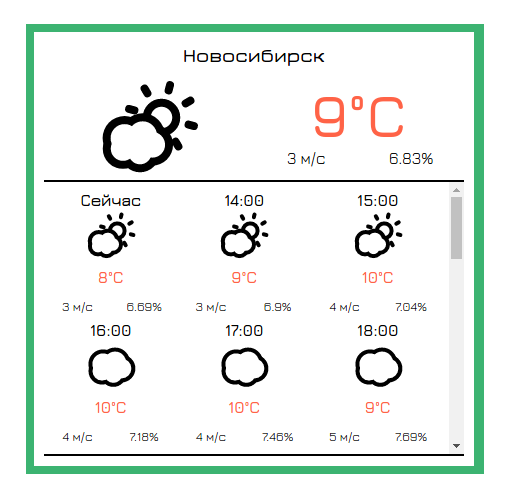 Новосибирск
9°C
3 м/с 6.83%
Сейчас 14:00 15:00
8°C 9°C 10°C
3 м/с 6.69% 3 м/с 6.9% 4 м/с 7.04%
16:00 17:00 18:00
10°C 10°C 9°C
4 м/с 7.18% 4 м/с 7.46% 5 м/с 7.69%